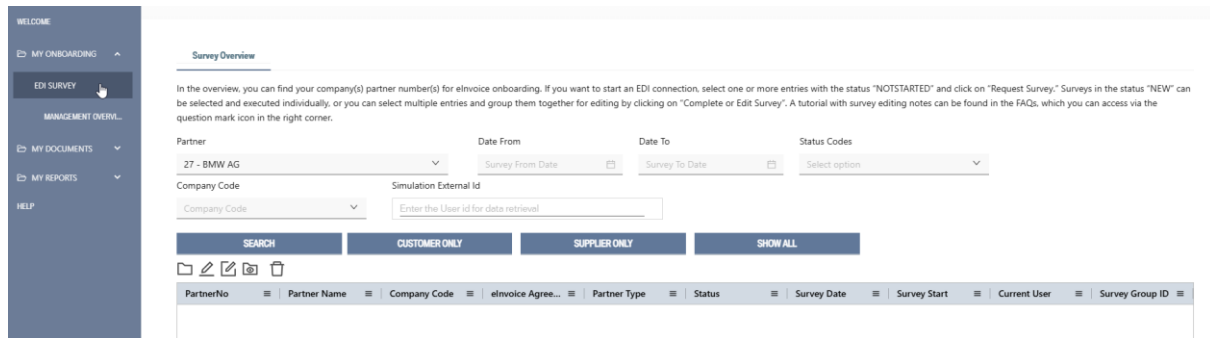 WELCOME
MY ONBOARDING
EDI SURVEY
MANAGEMENT OVERVI...
MY DOCUMENTS
MY REPORTS
HELP
Survey Overview
In the overview, you can find your company(s) partner number(s) for eInvoice onboarding. If you want to start an EDI connection, select one or more entries with the status "NOTSTARTED" and click on "Request Survey." Surveys in the status "NEW" can
be selected and executed individually, or you can select multiple entries and group them together for editing by clicking on "Complete or Edit Survey". A tutorial with survey editing notes can be found in the FAQs, which you can access via the
question mark icon in the right corner.
Partner Date From Date To Status Codes
27 - BMW AG Survey From Date Survey To Date Select option
Company Code Simulation External Id
Company Code Enter the User id for data retrieval
SEARCH CUSTOMER ONLY SUPPLIER ONLY SHOW ALL
PartnerNo Partner Name Company Code eInvoice Agree... Partner Type Status Survey Date Survey Start Current User Survey Group ID